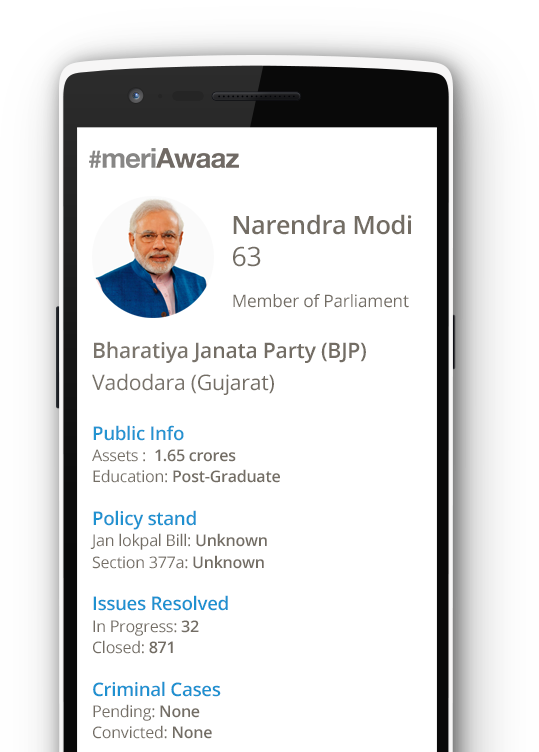 #meriAwaaz
Narendra Modi
63
Member of Parliament
Bharatiya Janata Party (BJP)
Vadodara (Gujarat)
Public Info
Assets : 1.65 crores
Education: Post-Graduate
Policy stand
Jan lokpal Bill: Unknown
Section 377a: Unknown
Issues Resolved
In Progress: 32
Closed: 871
Criminal Cases
Pending: None
Convicted: None